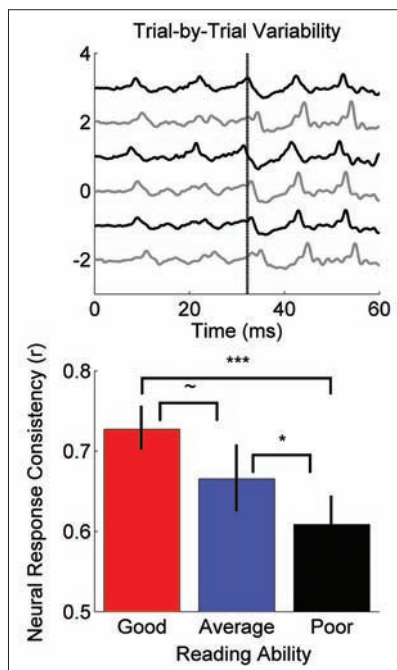 Trial-by-Trial Variability
4
2
0
-2
0 20 40 60
Time (ms)
Neural Response Consistency (r)
0.8
0.7
0.6
0.5
***
~
*
Good Average Poor
Reading Ability